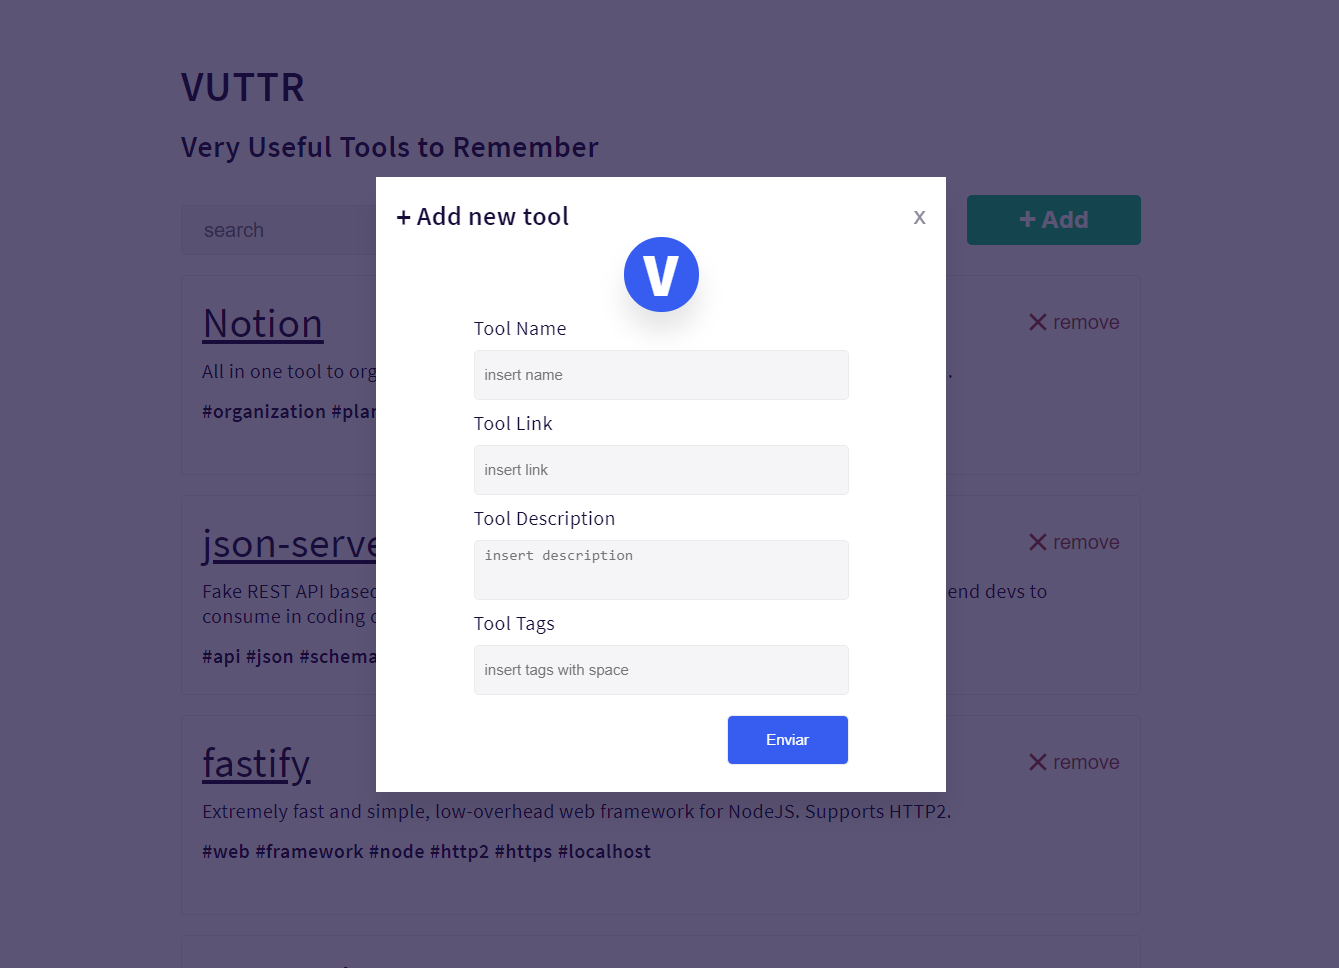 VUTTR
Very Useful Tools to Remember
search
+ Add
+ Add new tool
x
V
Tool Name
insert name
Tool Link
insert link
Tool Description
insert description
Tool Tags
insert tags with space
Enviar
Notion
remove
All in one tool to org .
#organization #plan
json-serve
remove
Fake REST API based end devs to
consume in coding
#api #json #schema
fastify
remove
Extremely fast and simple, low-overhead web framework for NodeJS. Supports HTTP2.
#web #framework #node #http2 #https #localhost